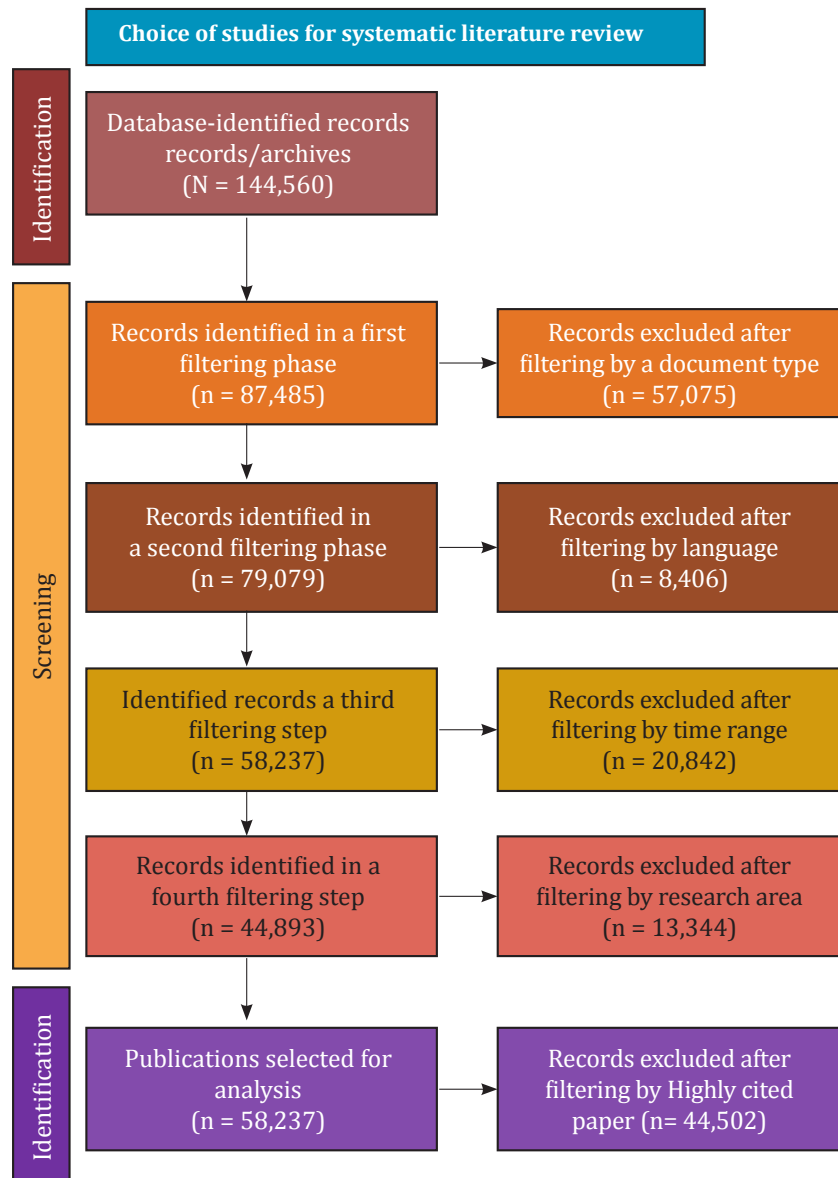 Choice of studies for systematic literature review
Identification
Database-identified records
records/archives
(N = 144,560)
Screening
Records identified in a first
filtering phase
(n = 87,485)
Records excluded after
filtering by a document type
(n = 57,075)
Records identified in
a second filtering phase
(n = 79,079)
Records excluded after
filtering by language
(n = 8,406)
Identified records a third
filtering step
(n = 58,237)
Records excluded after
filtering by time range
(n = 20,842)
Records identified in a
fourth filtering step
(n = 44,893)
Records excluded after
filtering by research area
(n = 13,344)
Identification
Publications selected for
analysis
(n = 58,237)
Records excluded after
filtering by Highly cited
paper (n= 44,502)